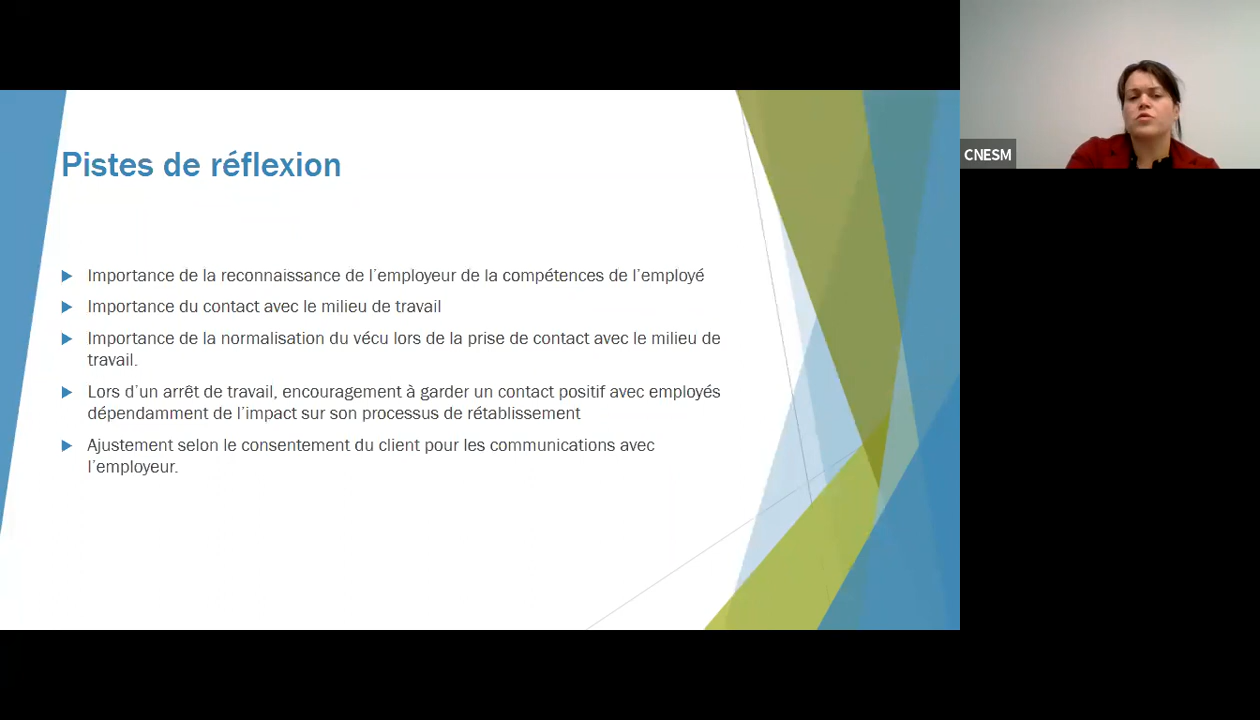 Pistes de réflexion
Importance de la reconnaissance de l'employeur de la compétences de l'employé
Importance du contact avec le milieu de travail
Importance de la normalisation du vécu lors de la prise de contact avec le milieu de
travail.
Lors d'un arrêt de travail, encouragement à garder un contact positif avec employés
dépendamment de l'impact sur son processus de rétablissement
Ajustement selon le consentement du client pour les communications avec
l'employeur.
CNESM